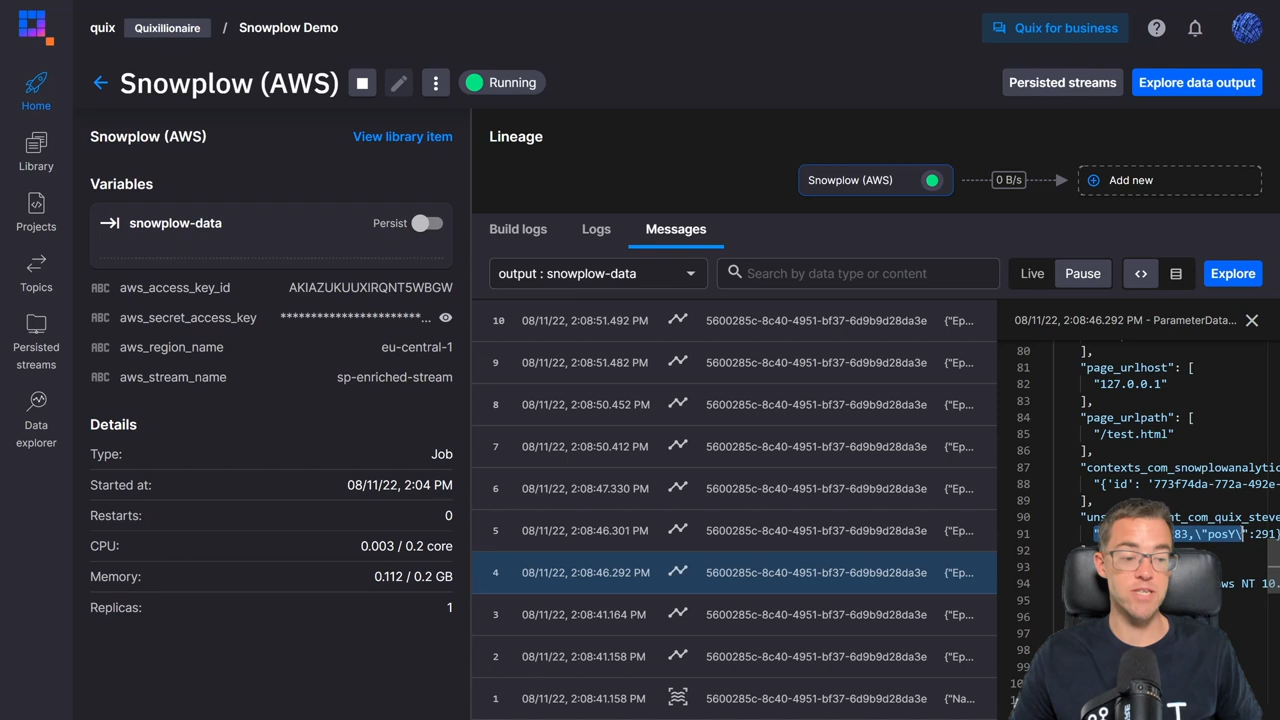 quix Quixillionaire / Snowplow Demo
Quix for business
Snowplow (AWS)
Running
Persisted streams
Explore data output
Home
Library
Projects
Topics
Persisted
streams
Data
explorer
Snowplow (AWS)
View library item
Variables
snowplow-data
Persist
ABC aws_access_key_id AKIAZUKUUXIRQNT5WBGW
ABC aws_secret_access_key ***********************...
ABC aws_region_name eu-central-1
ABC aws_stream_name sp-enriched-stream
Details
Type: Job
Started at: 08/11/22, 2:04 PM
Restarts: 0
CPU: 0.003 / 0.2 core
Memory: 0.112 / 0.2 GB
Replicas: 1
Lineage
Snowplow (AWS)
0 B/s
Add new
Build logs Logs Messages
output : snowplow-data
Search by data type or content
Live Pause
Explore
10 08/11/22, 2:08:51.492 PM 5600285c-8c40-4951-bf37-6d9b9d28da3e {"Ep...
9 08/11/22, 2:08:51.482 PM 5600285c-8c40-4951-bf37-6d9b9d28da3e {"Ep...
8 08/11/22, 2:08:50.452 PM 5600285c-8c40-4951-bf37-6d9b9d28da3e {"Ep...
7 08/11/22, 2:08:50.412 PM 5600285c-8c40-4951-bf37-6d9b9d28da3e {"Ep...
6 08/11/22, 2:08:47.330 PM 5600285c-8c40-4951-bf37-6d9b9d28da3e {"Ep...
5 08/11/22, 2:08:46.301 PM 5600285c-8c40-4951-bf37-6d9b9d28da3e {"Ep...
4 08/11/22, 2:08:46.292 PM 5600285c-8c40-4951-bf37-6d9b9d28da3e {"Ep...
3 08/11/22, 2:08:41.164 PM 5600285c-8c40-4951-bf37-6d9b9d28da3e {"Ep...
2 08/11/22, 2:08:41.158 PM 5600285c-8c40-4951-bf37-6d9b9d28da3e {"Ep...
1 08/11/22, 2:08:41.158 PM 5600285c-8c40-4951-bf37-6d9b9d28da3e {"Na...
08/11/22, 2:08:46.292 PM - ParameterData...
80 ],
81 "page_urlhost": [
82 "127.0.0.1"
83 ],
84 "page_urlpath": [
85 "/test.html"
86 ],
87 "contexts_com_snowplowanalytic
88 "{'id': '773f74da-772a-492e-
89 ],
90 "uns com_quix_steve
91 83,\"posY\":291}
92 ]
93
94 ws NT 10.
95
96
97
98
99